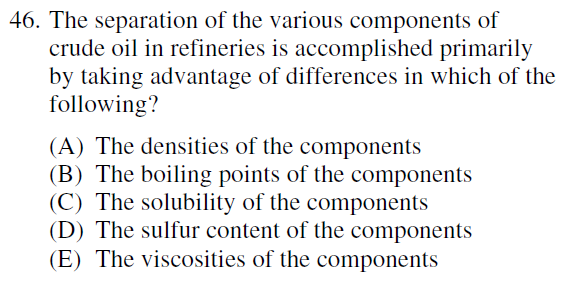 46. The separation of the various components of
crude oil in refineries is accomplished primarily
by taking advantage of differences in which of the
following?
(A) The densities of the components
(B) The boiling points of the components
(C) The solubility of the components
(D) The sulfur content of the components
(E) The viscosities of the components